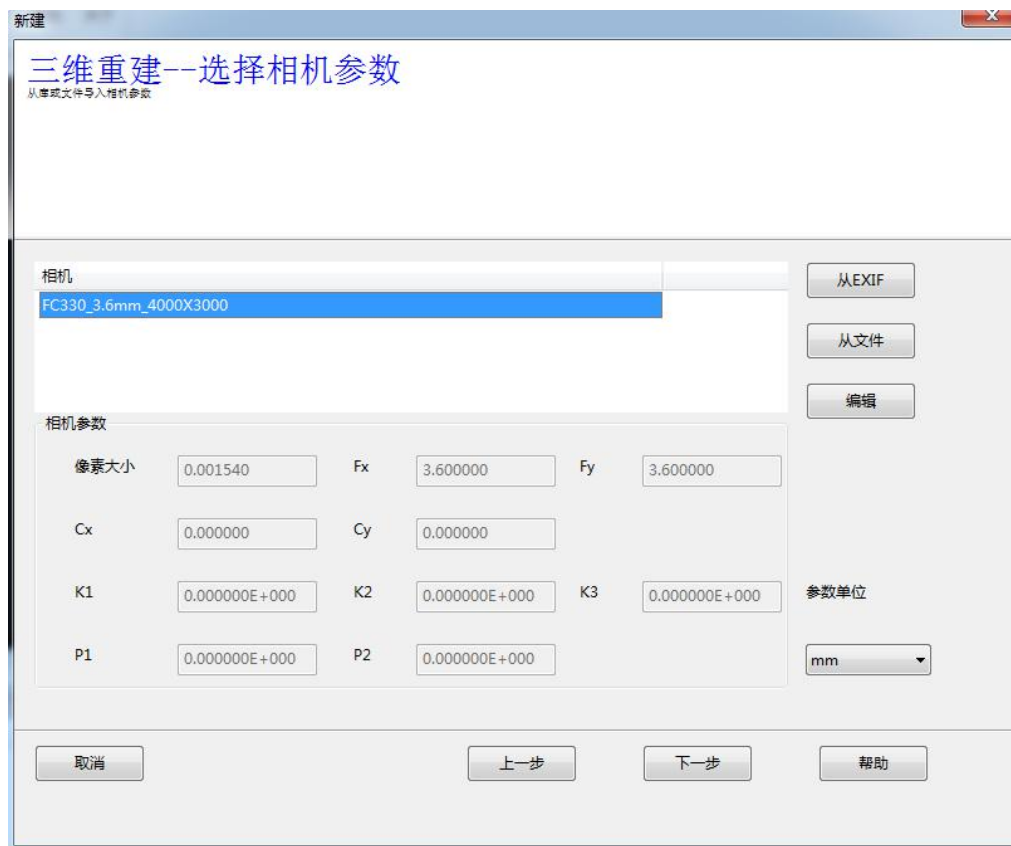 新建
三维重建--选择相机参数
从库或文件导入相机参数
相机
从EXIF
FC330_3.6mm_4000X3000
从文件
编辑
相机参数
像素大小 0.001540 Fx 3.600000 Fy 3.600000
Cx 0.000000 Cy 0.000000
K1 0.000000E+000 K2 0.000000E+000 K3 0.000000E+000 参数单位
P1 0.000000E+000 P2 0.000000E+000 mm
取消 上一步 下一步 帮助